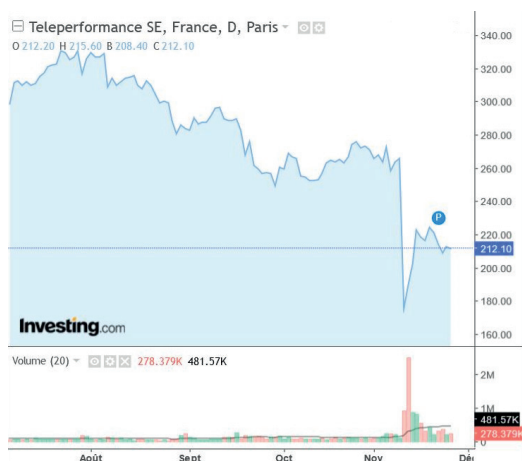 Teleperformance SE, France, D, Paris
O 212.20 H 215.60 B 208.40 C 212.10
340.00
320.00
300.00
280.00
260.00
240.00
220.00
P
212.10
200.00
180.00
Investing.com
160.00
Volume (20) 278.379K 481.57K
2M
1M
481.57K
278.379K
0
Août Sept Oct Nov Déc